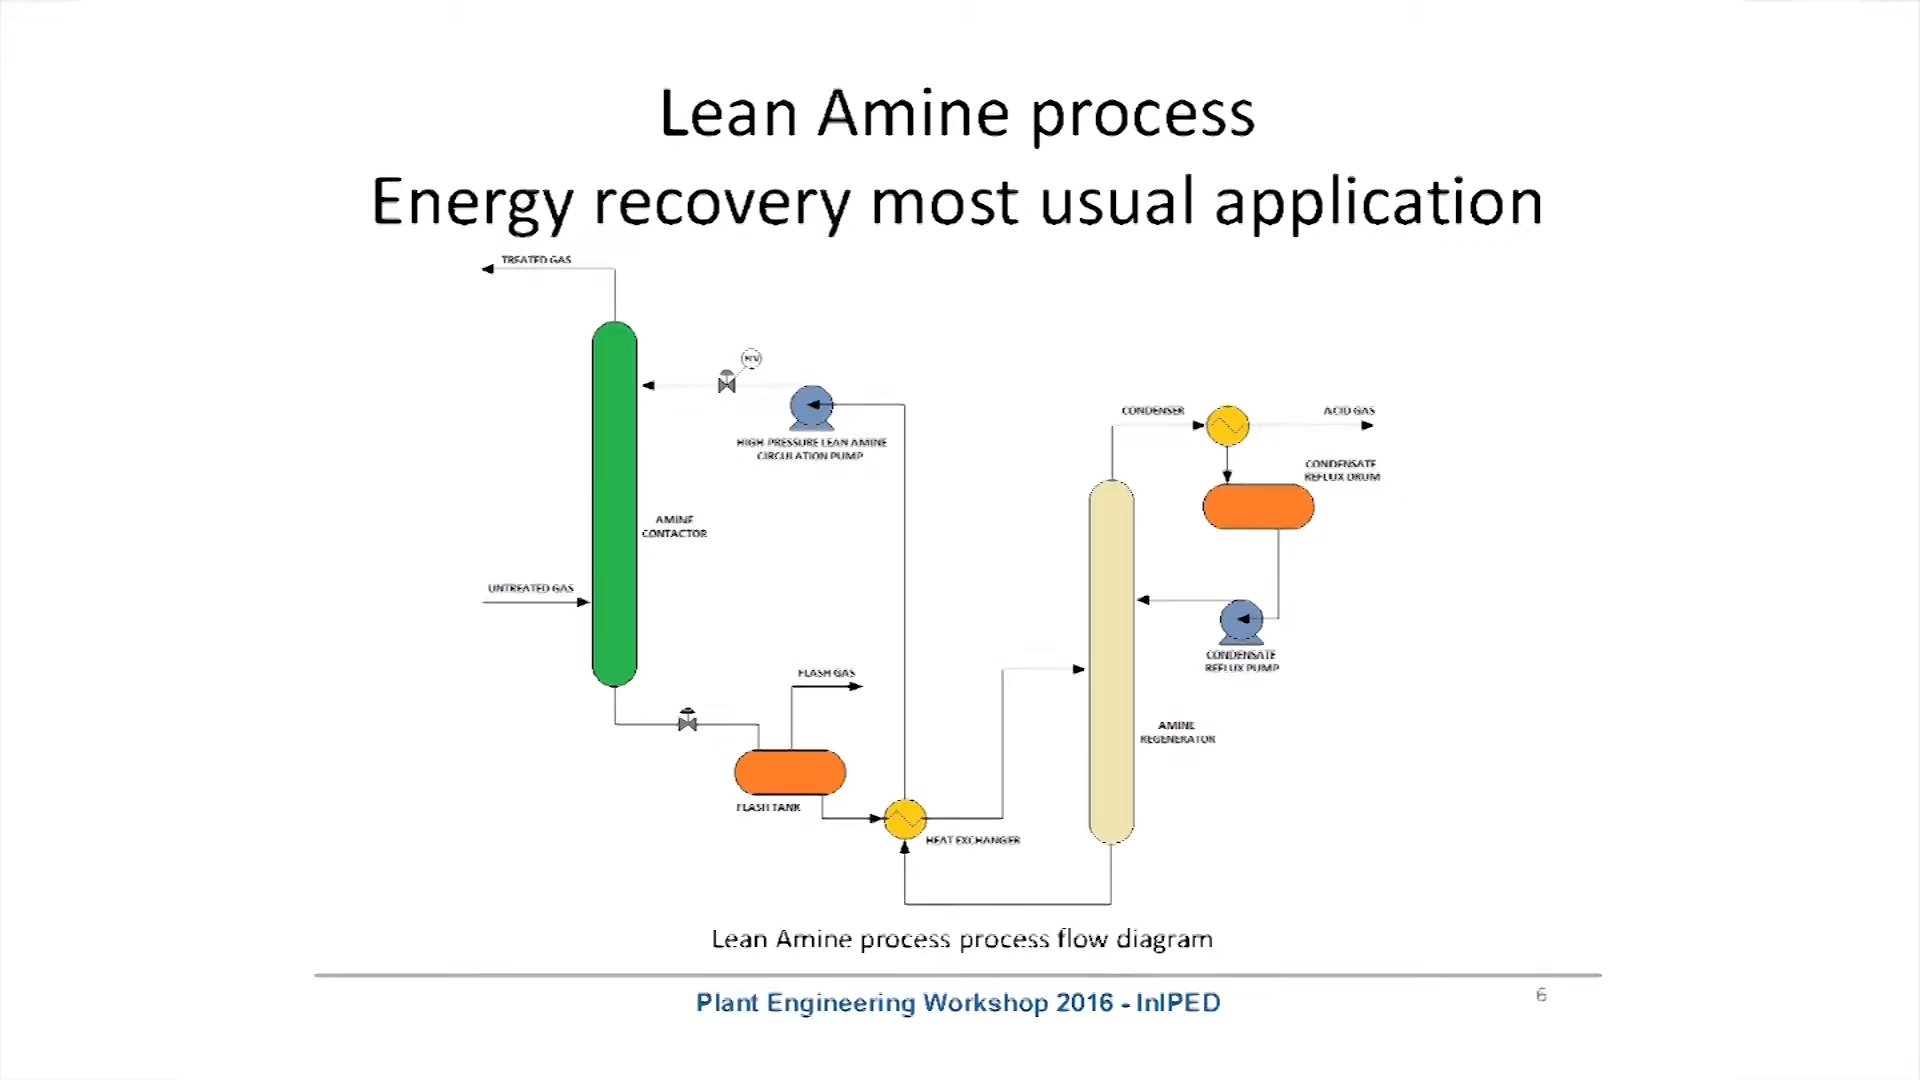 Lean Amine process
Energy recovery most usual application
TREATED GAS
FCV
HIGH PRESSURE LEAN AMINE
CIRCULATION PUMP
CONDENSER
ACID GAS
CONDENSATE
REFLUX DRUM
AMINE
CONTACTOR
UNTREATED GAS
CONDENSATE
REFLUX PUMP
FLASH GAS
AMINE
REGENERATOR
FLASH TANK
HEAT EXCHANGER
Lean Amine process process flow diagram
Plant Engineering Workshop 2016 - InIPED
6